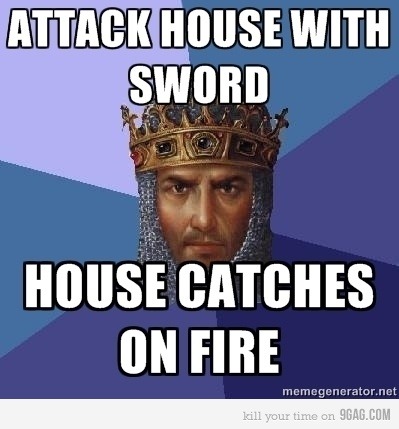 ATTACK HOUSE WITH
SWORD
HOUSE CATCHES
ON FIRE
memegenerator.net
kill your time on 9GAG.COM